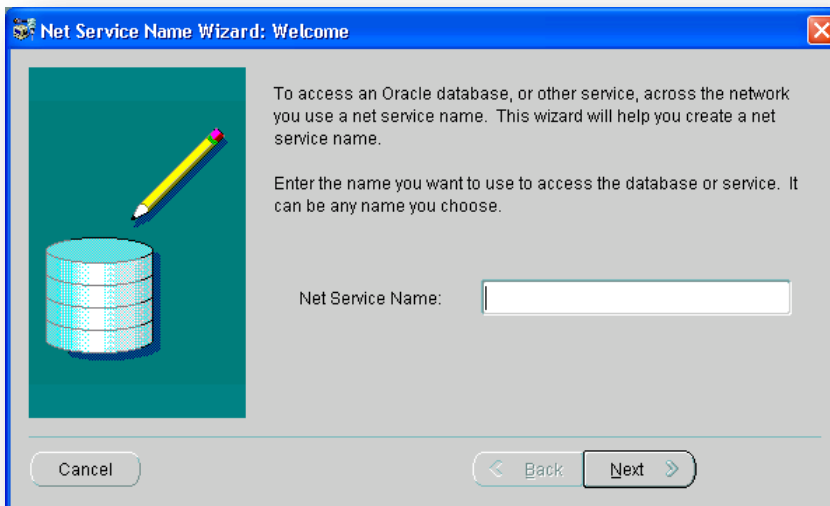 Net Service Name Wizard: Welcome
To access an Oracle database, or other service, across the network
you use a net service name. This wizard will help you create a net
service name.
Enter the name you want to use to access the database or service. It
can be any name you choose.
Net Service Name:
Cancel
Back
Next